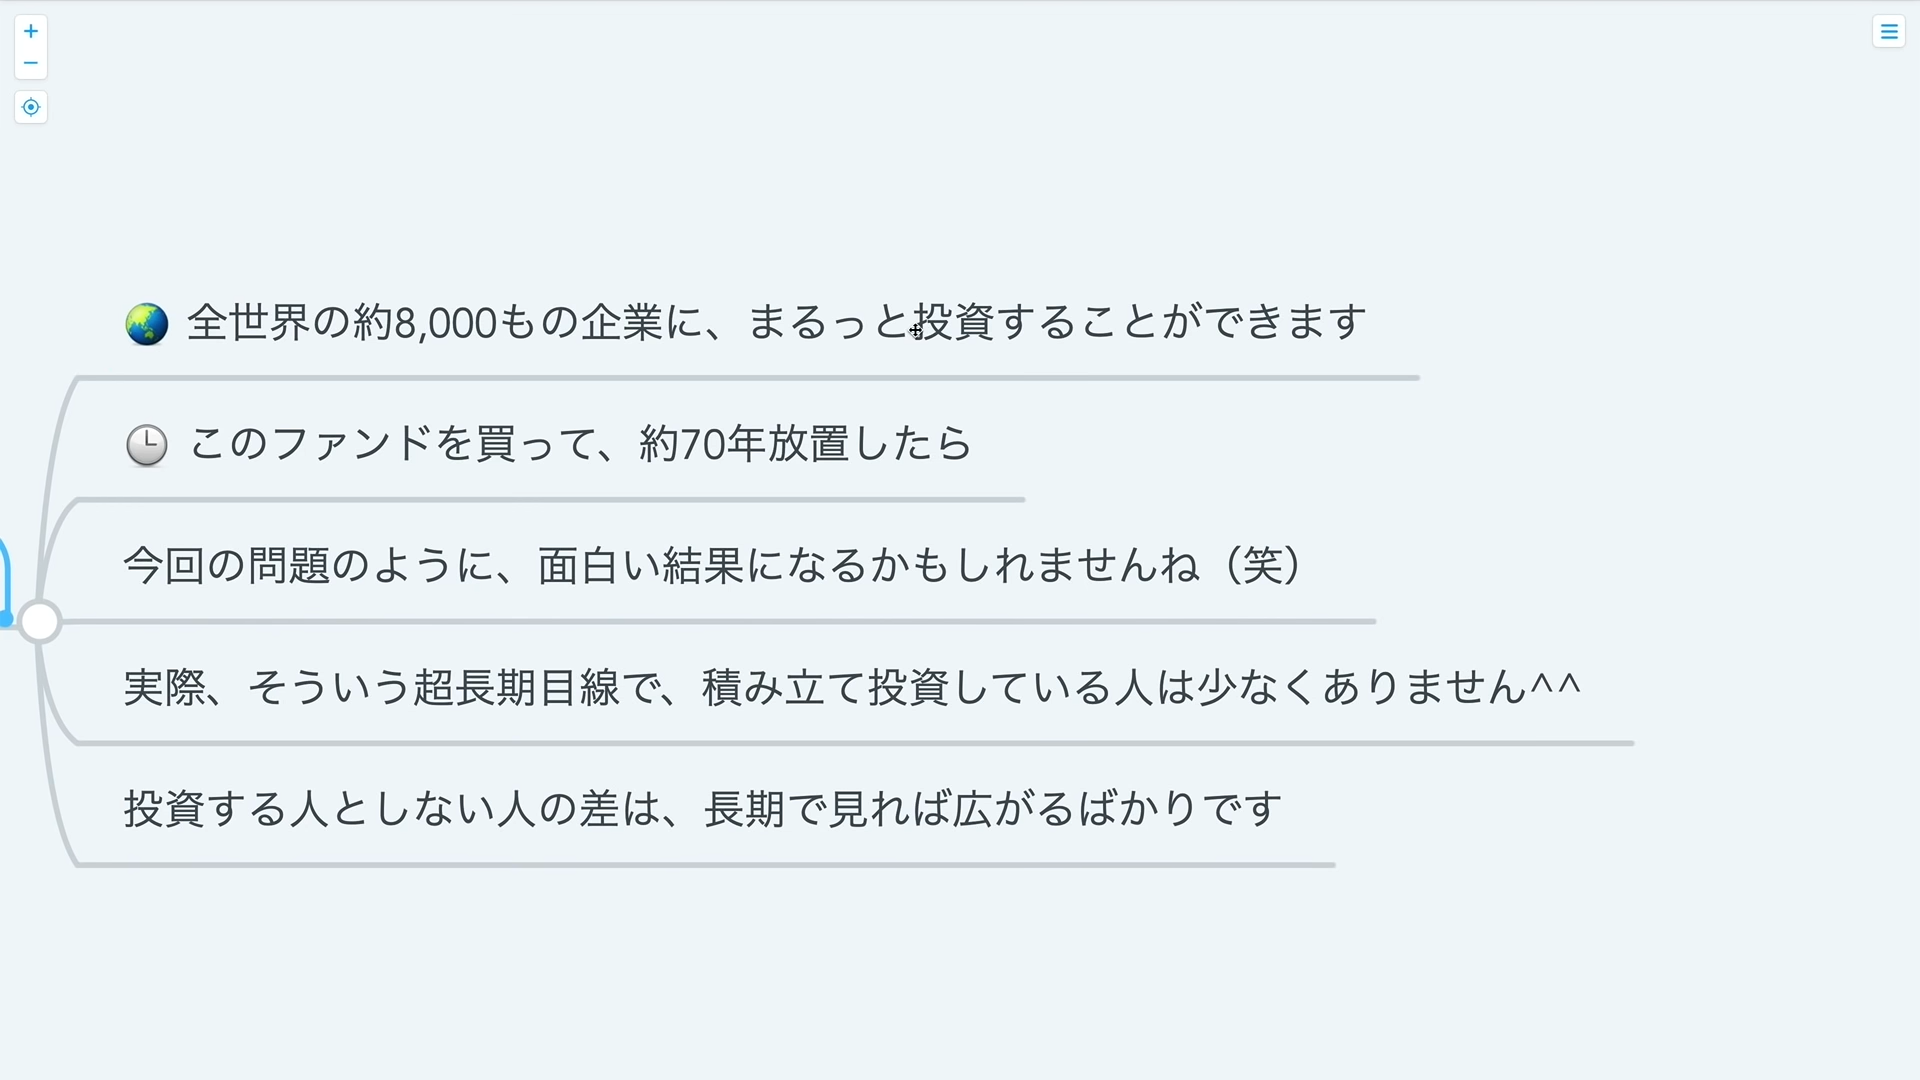 全世界の約8,000もの企業に、まるっと投資することができます
このファンドを買って、約70年放置したら
今回の問題のように、面白い結果になるかもしれませんね（笑）
実際、そういう超長期目線で、積み立て投資している人は少なくありません^^
投資する人としない人の差は、長期で見れば広がるばかりです